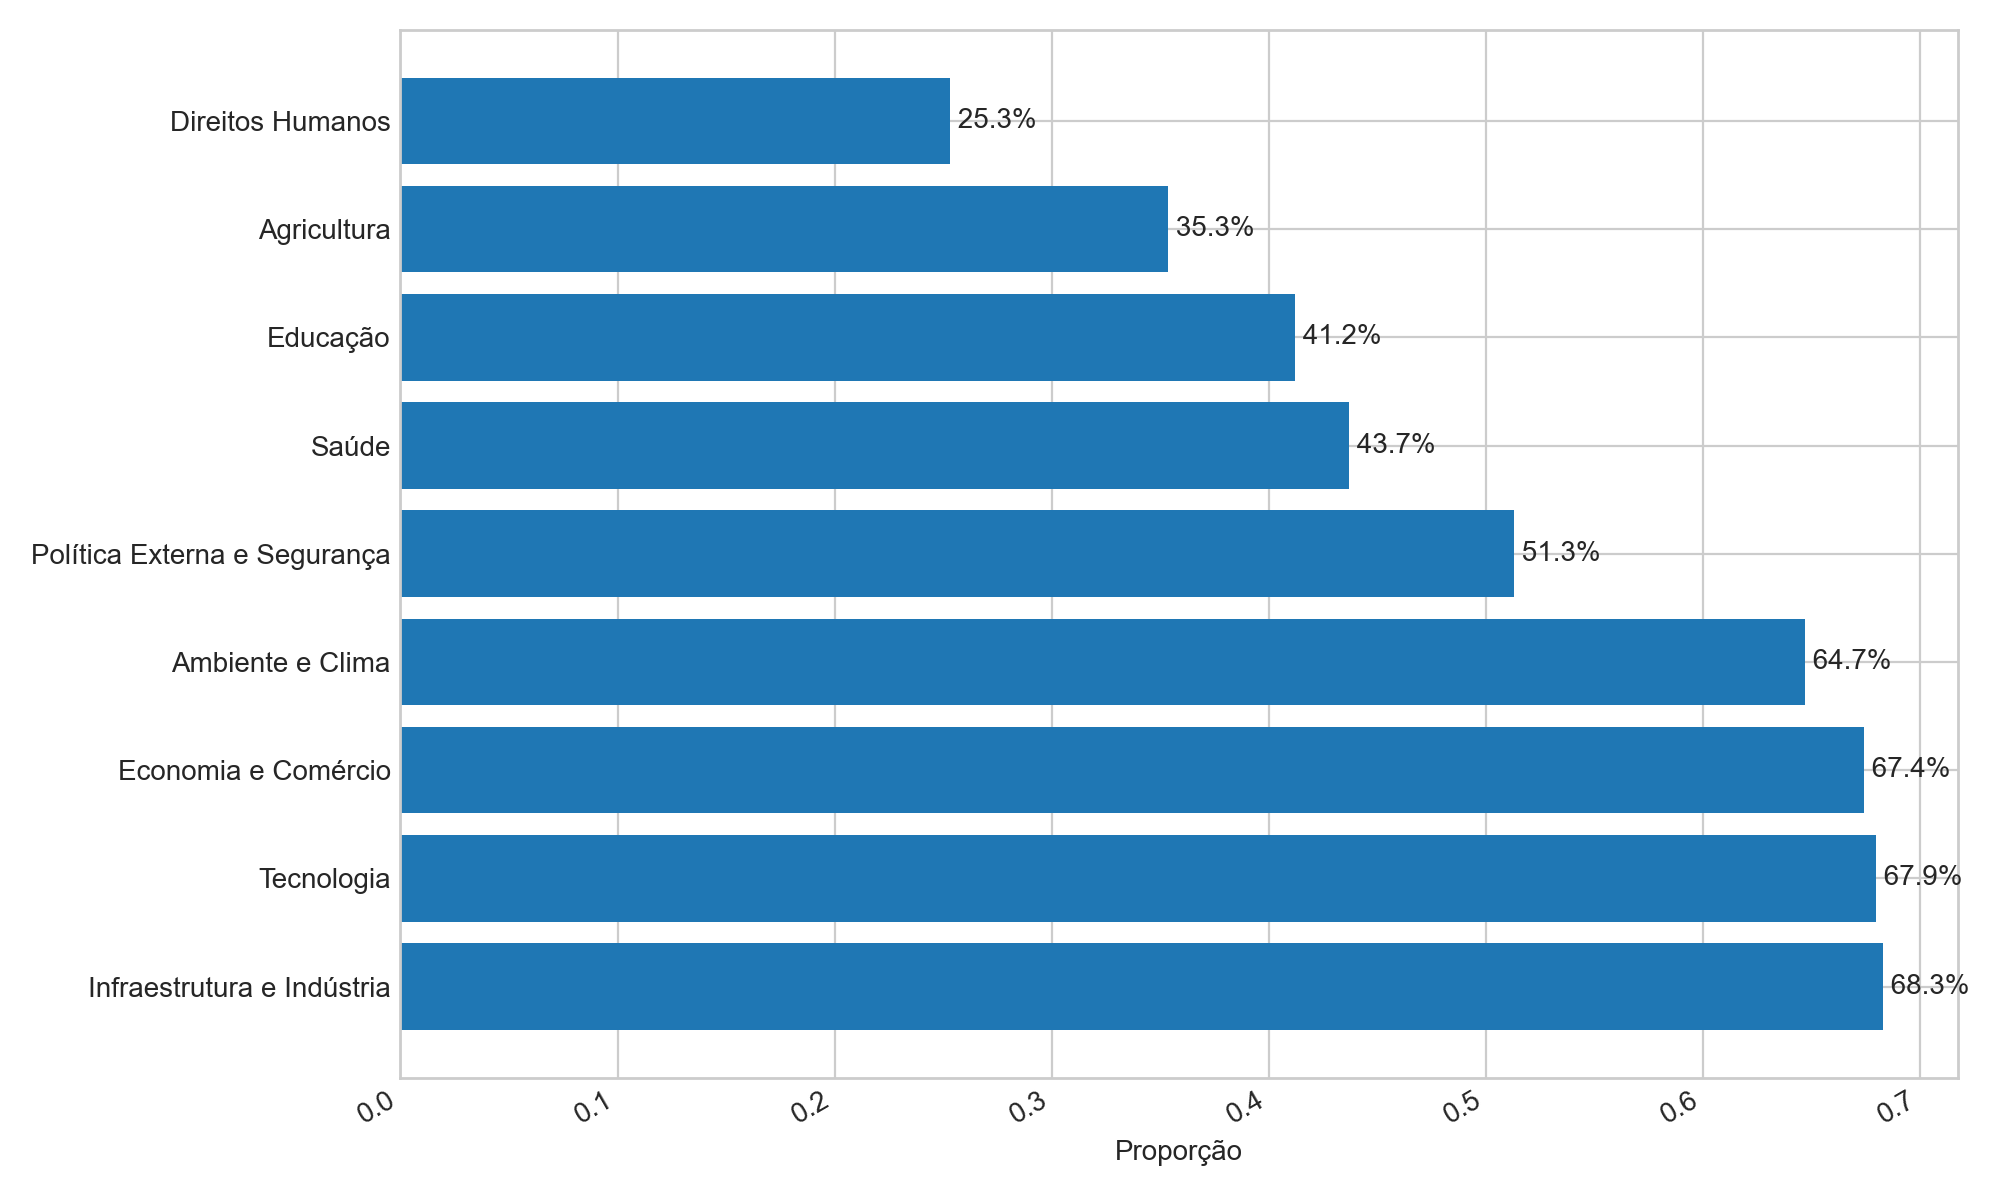 Direitos Humanos 25.3%
Agricultura 35.3%
Educação 41.2%
Saúde 43.7%
Política Externa e Segurança 51.3%
Ambiente e Clima 64.7%
Economia e Comércio 67.4%
Tecnologia 67.9%
Infraestrutura e Indústria 68.3%
0.0 0.1 0.2 0.3 0.4 0.5 0.6 0.7
Proporção